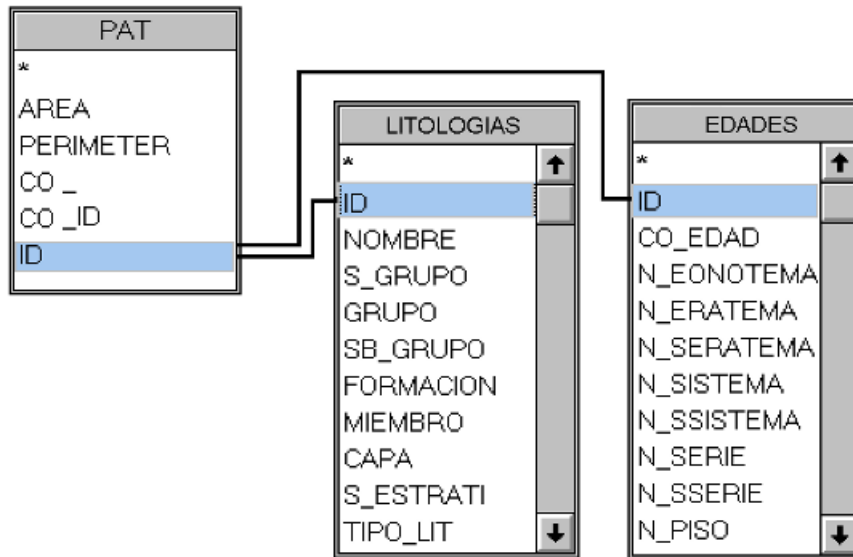 PAT
*
AREA
PERIMETER
CO _
CO _ID
ID
LITOLOGIAS
*
ID
NOMBRE
S_GRUPO
GRUPO
SB_GRUPO
FORMACION
MIEMBRO
CAPA
S_ESTRATI
TIPO_LIT
EDADES
*
ID
CO_EDAD
N_EONOTEMA
N_ERATEMA
N_SERATEMA
N_SISTEMA
N_SSISTEMA
N_SERIE
N_SSERIE
N_PISO